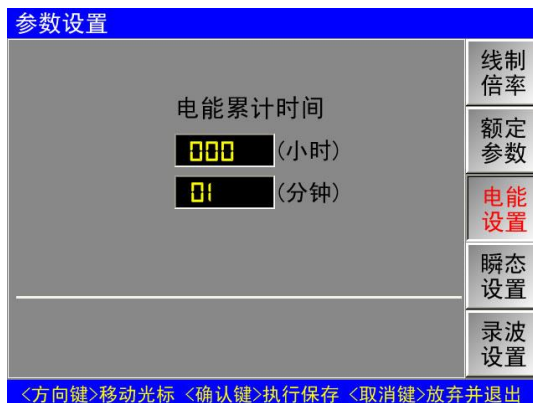 参数设置
电能累计时间
000 (小时)
01 (分钟)
线制
倍率
额定
参数
电能
设置
瞬态
设置
录波
设置
<方向键>移动光标 <确认键>执行保存 <取消键>放弃并退出